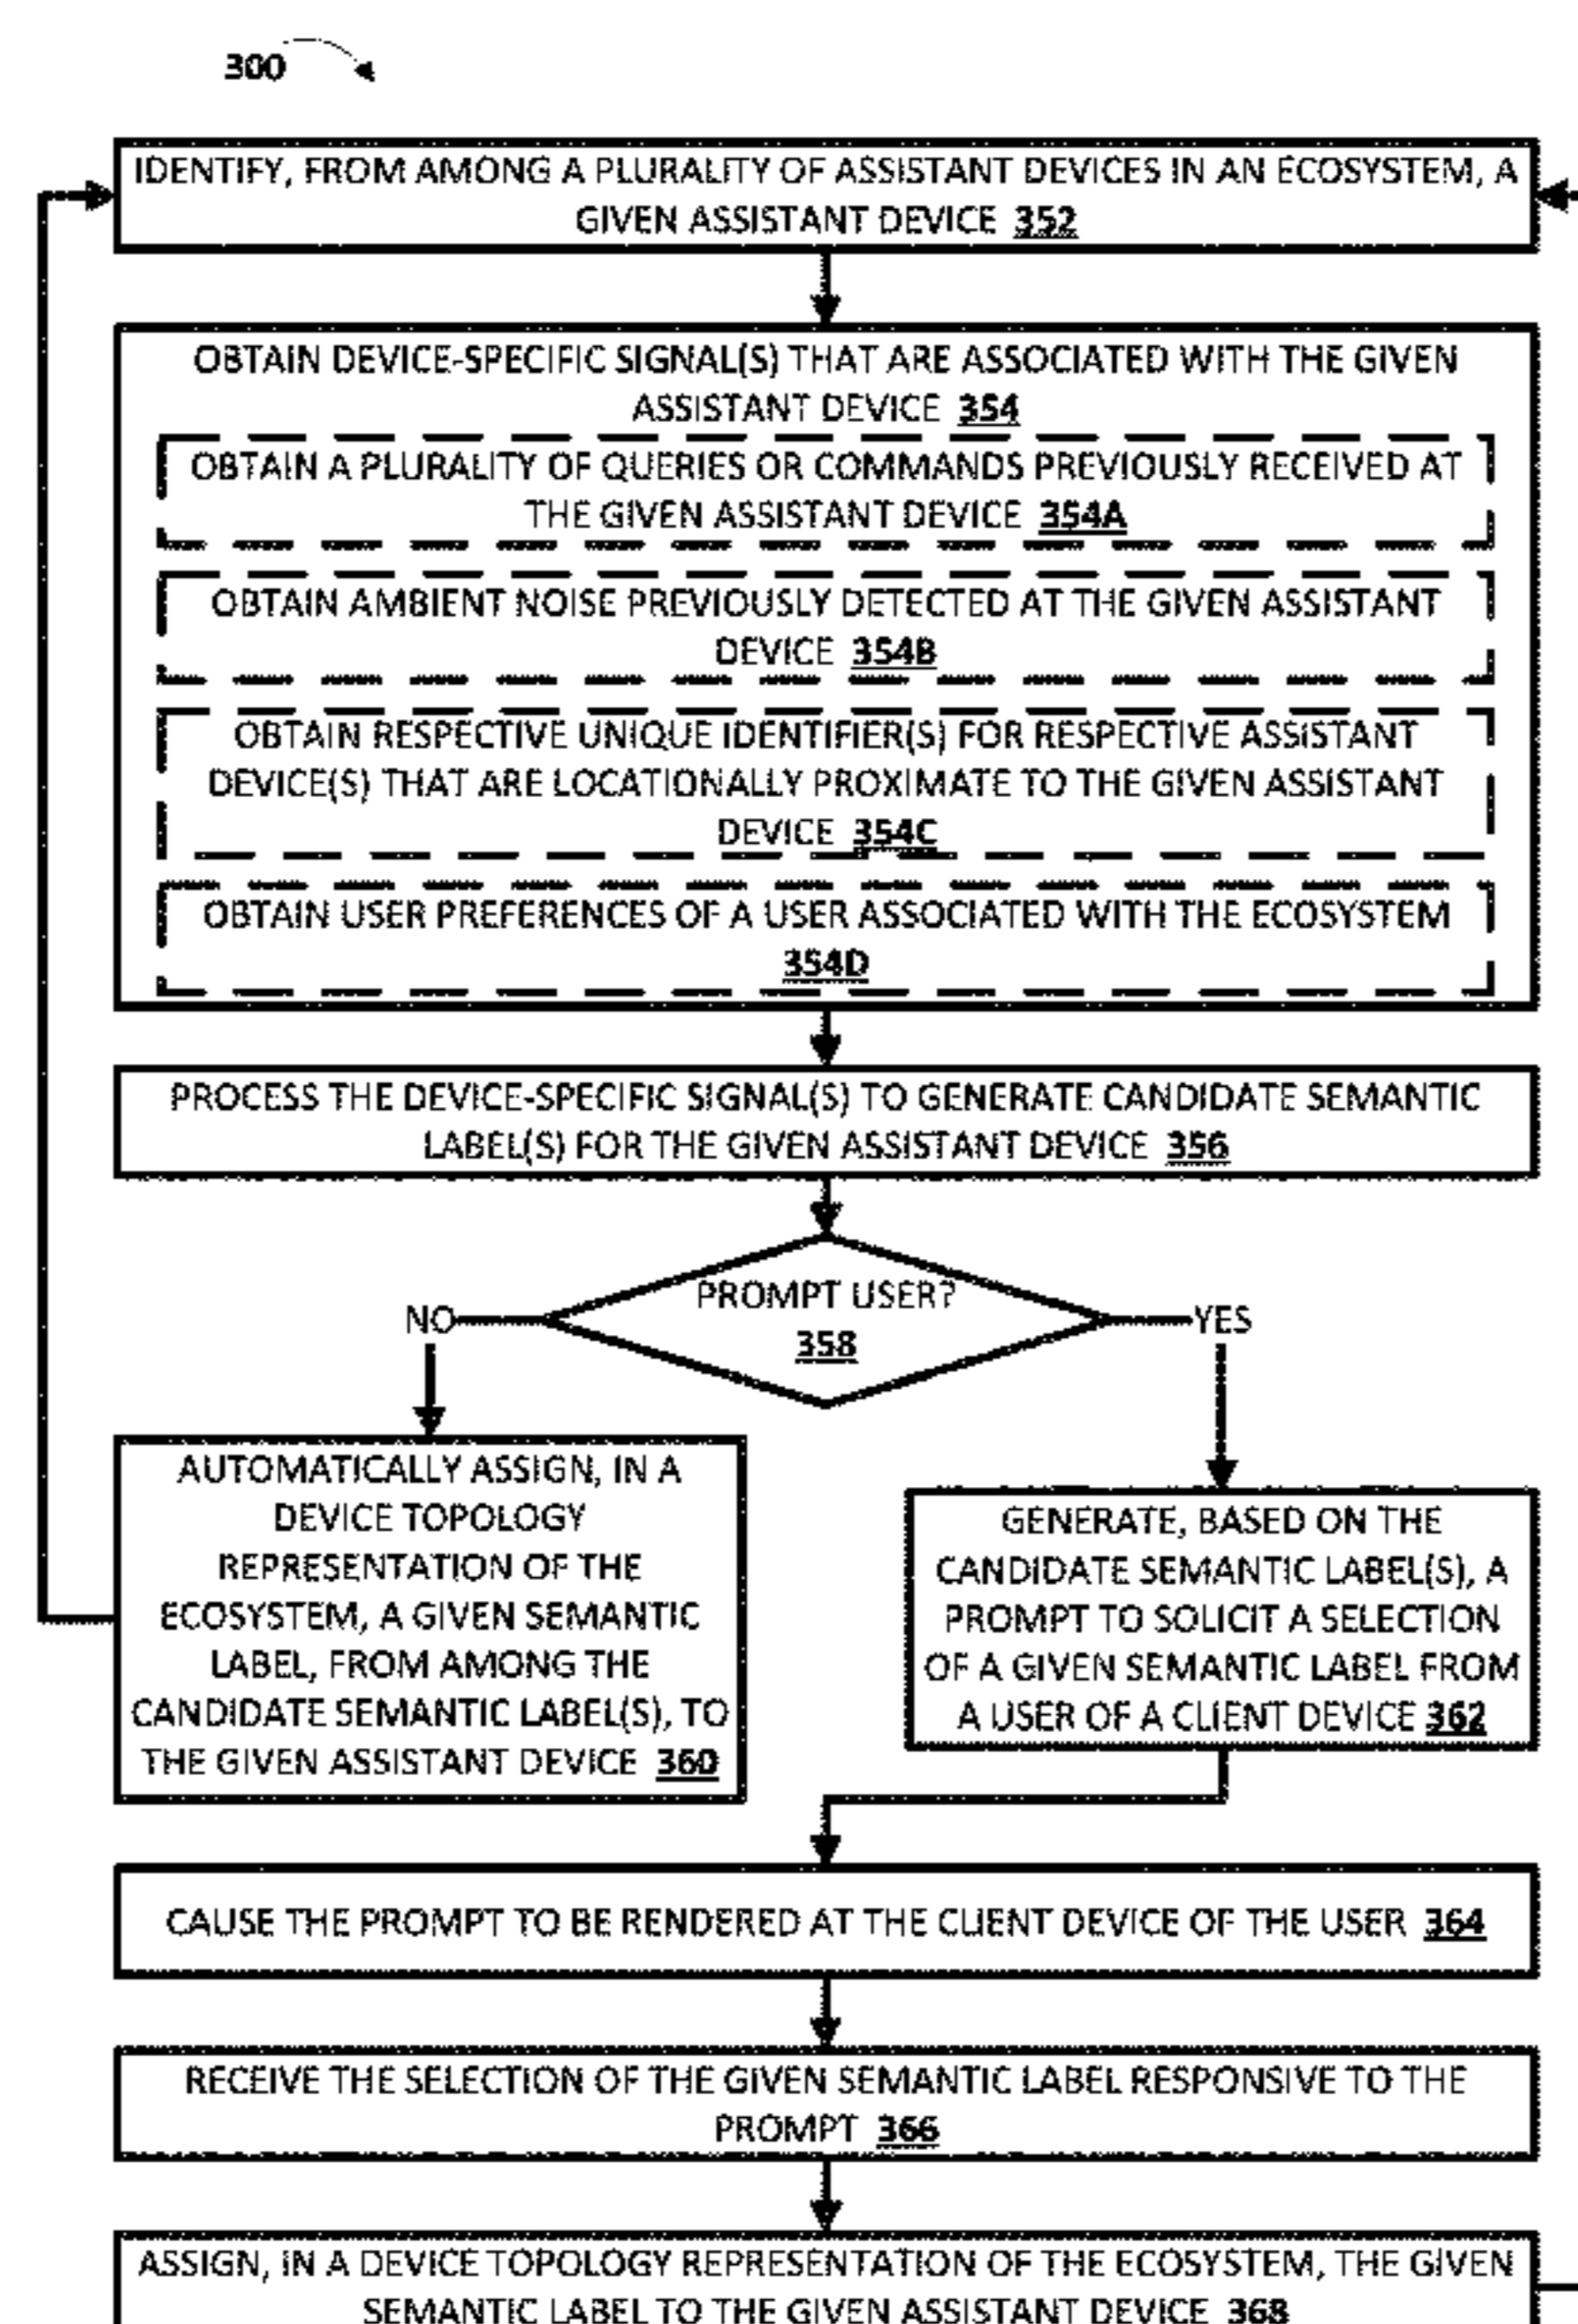 300
IDENTIFY, FROM AMONG A PLURALITY OF ASSISTANT DEVICES IN AN ECOSYSTEM, A
GIVEN ASSISTANT DEVICE 352
OBTAIN DEVICE-SPECIFIC SIGNAL(S) THAT ARE ASSOCIATED WITH THE GIVEN
ASSISTANT DEVICE 354
OBTAIN A PLURALITY OF QUERIES OR COMMANDS PREVIOUSLY RECEIVED AT
THE GIVEN ASSISTANT DEVICE 354A
OBTAIN AMBIENT NOISE PREVIOUSLY DETECTED AT THE GIVEN ASSISTANT
DEVICE 354B
OBTAIN RESPECTIVE UNIQUE IDENTIFIER(S) FOR RESPECTIVE ASSISTANT
DEVICE(S) THAT ARE LOCATIONALLY PROXIMATE TO THE GIVEN ASSISTANT
DEVICE 354C
OBTAIN USER PREFERENCES OF A USER ASSOCIATED WITH THE ECOSYSTEM
354D
PROCESS THE DEVICE-SPECIFIC SIGNAL(S) TO GENERATE CANDIDATE SEMANTIC
LABEL(S) FOR THE GIVEN ASSISTANT DEVICE 356
PROMPT USER?
358
NO
YES
AUTOMATICALLY ASSIGN, IN A
DEVICE TOPOLOGY
REPRESENTATION OF THE
ECOSYSTEM, A GIVEN SEMANTIC
LABEL, FROM AMONG THE
CANDIDATE SEMANTIC LABEL(S), TO
THE GIVEN ASSISTANT DEVICE 360
GENERATE, BASED ON THE
CANDIDATE SEMANTIC LABEL(S), A
PROMPT TO SOLICIT A SELECTION
OF A GIVEN SEMANTIC LABEL FROM
A USER OF A CLIENT DEVICE 362
CAUSE THE PROMPT TO BE RENDERED AT THE CLIENT DEVICE OF THE USER 364
RECEIVE THE SELECTION OF THE GIVEN SEMANTIC LABEL RESPONSIVE TO THE
PROMPT 366
ASSIGN, IN A DEVICE TOPOLOGY REPRESENTATION OF THE ECOSYSTEM, THE GIVEN
SEMANTIC LABEL TO THE GIVEN ASSISTANT DEVICE 368